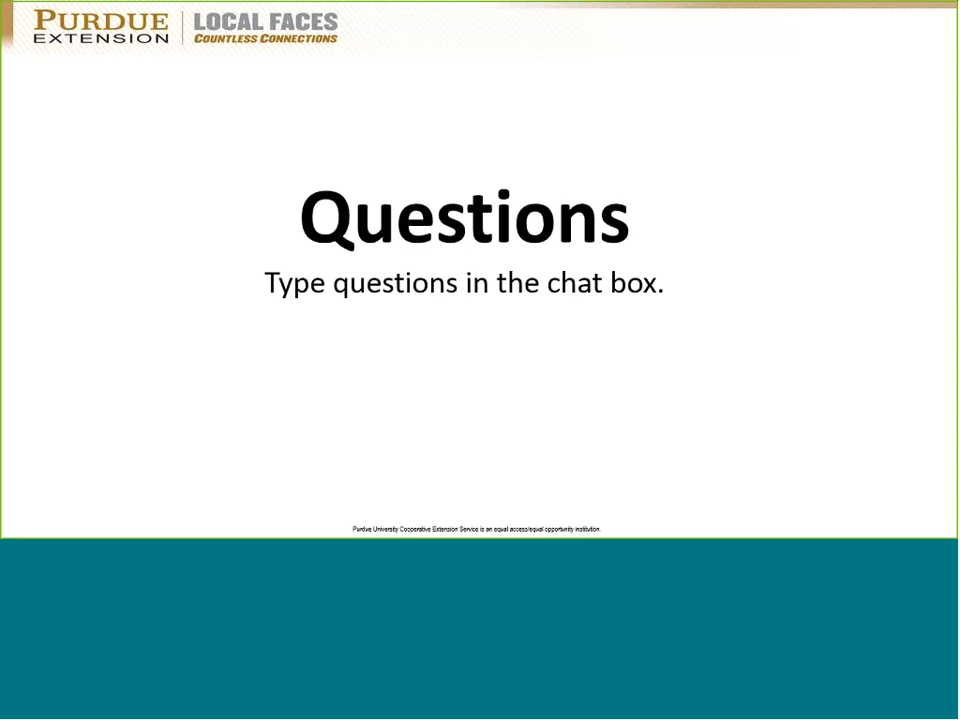 PURDUE EXTENSION
LOCAL FACES
COUNTLESS CONNECTIONS
Questions
Type questions in the chat box.
Purdue University Cooperative Extension Service is an equal access/equal opportunity institution.